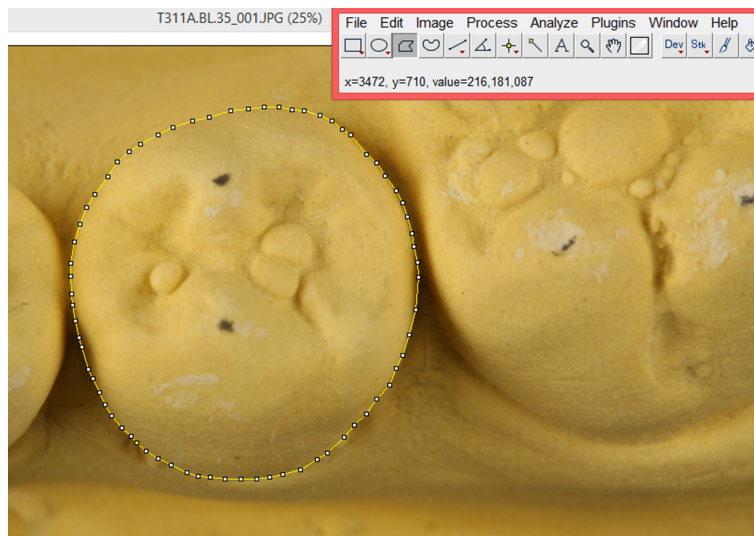 T311A.BL.35_001.JPG (25%)
File Edit Image Process Analyze Plugins Window Help
A Dev Stk
x=3472, y=710, value=216,181,087